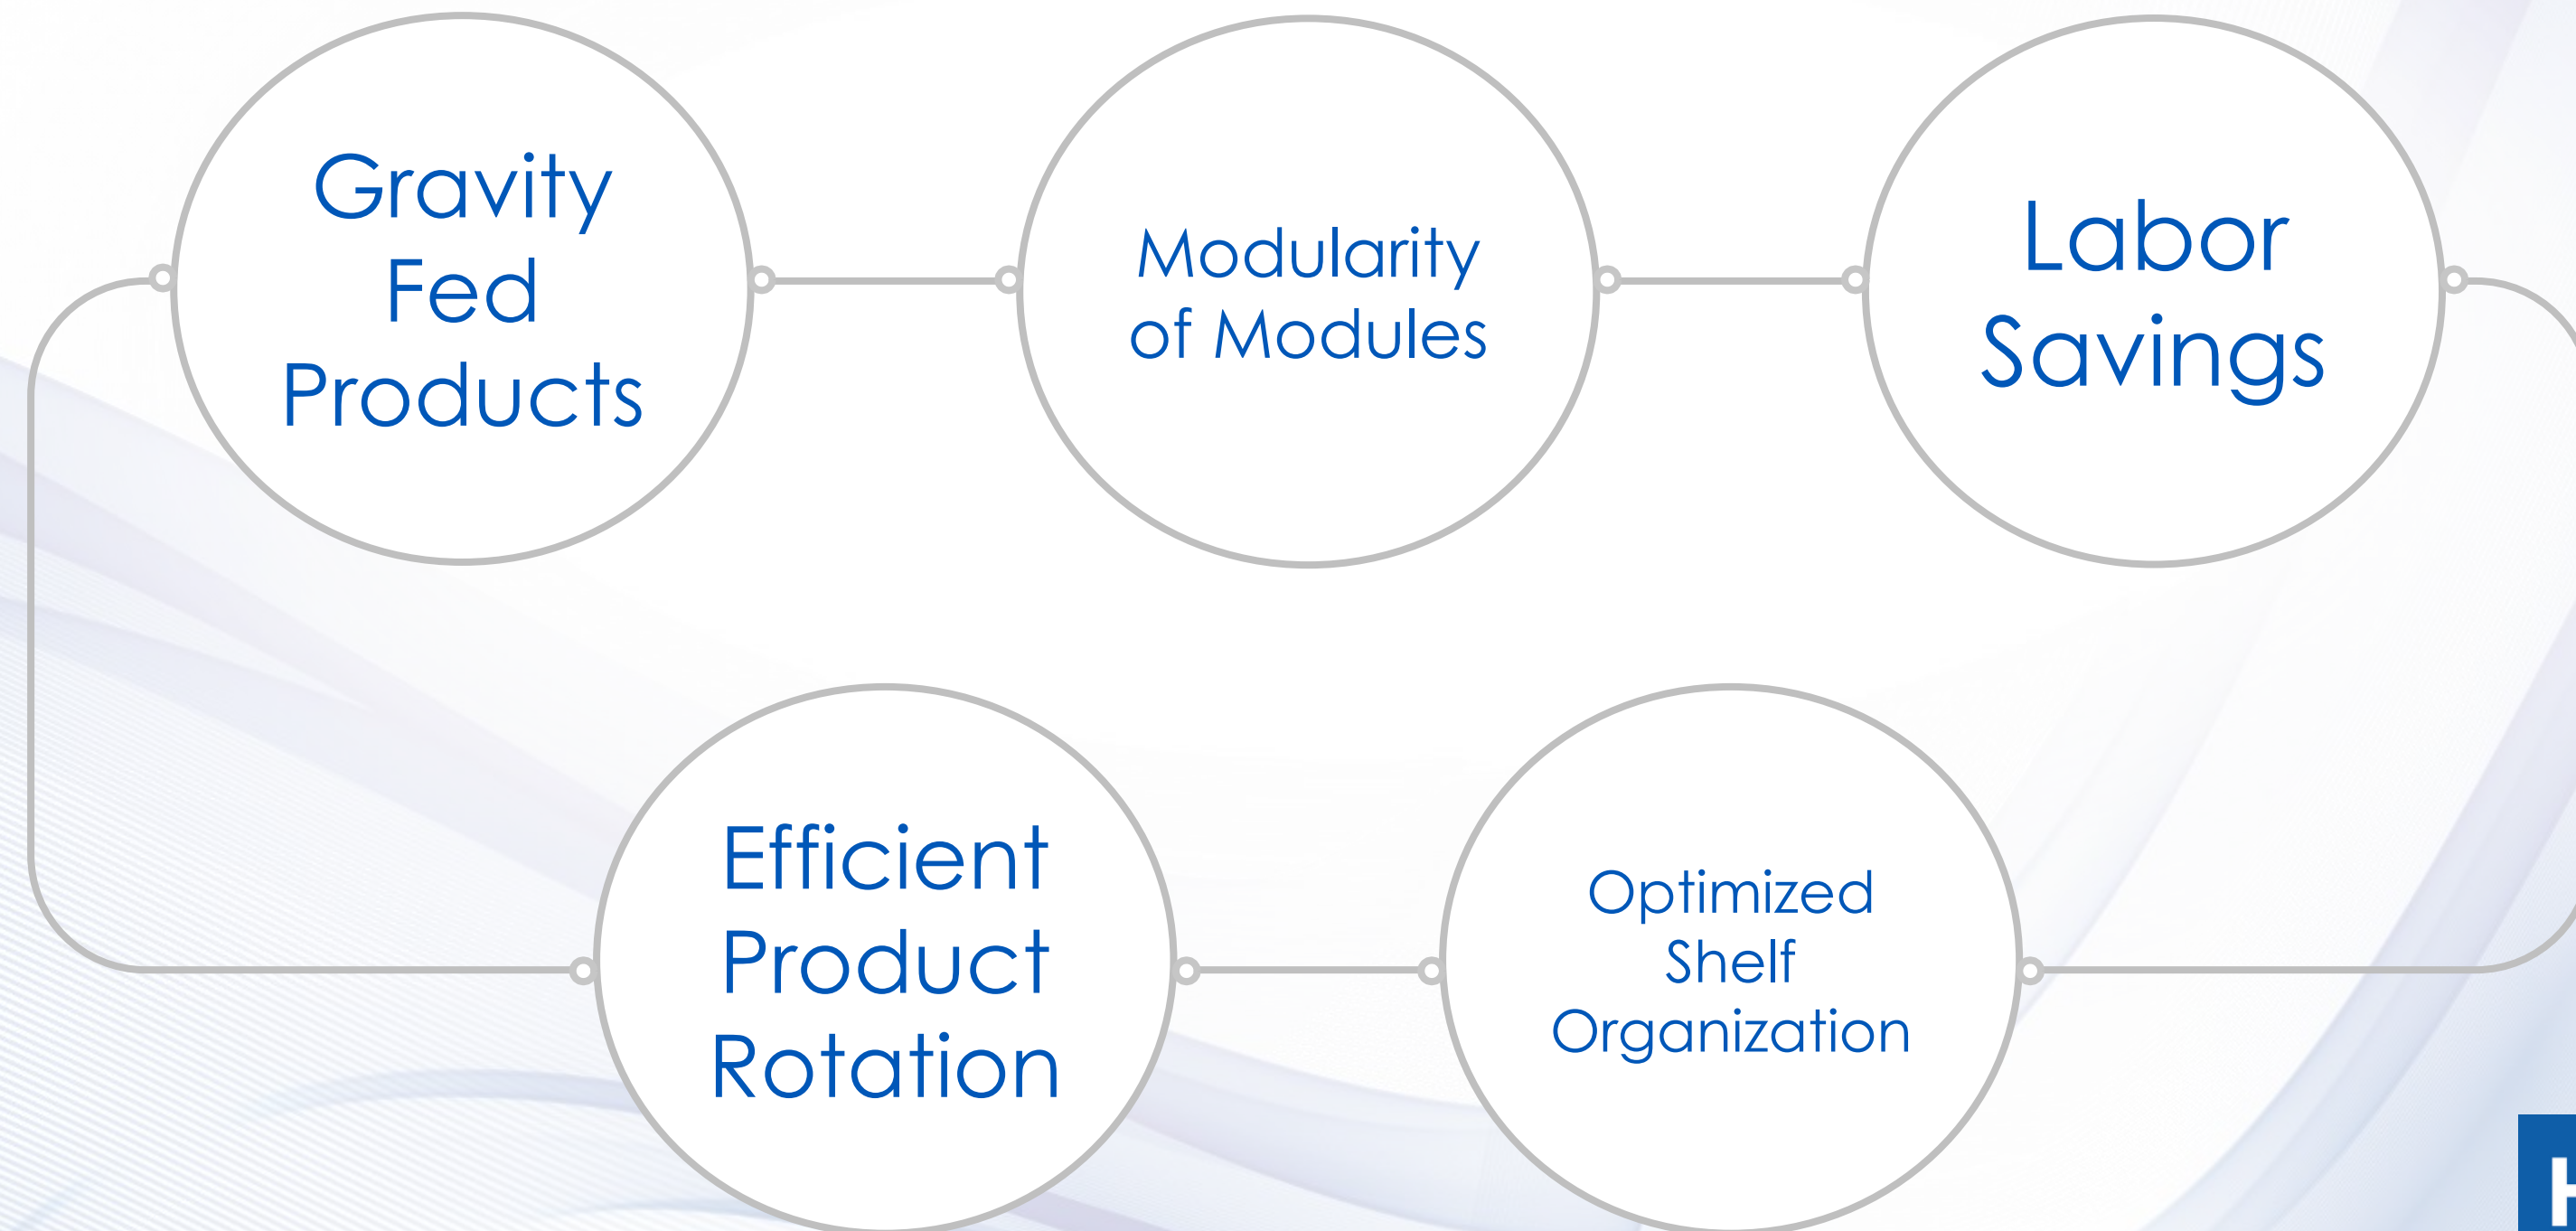 Gravity
Fed
Products
Modularity
of Modules
Labor
Savings
Efficient
Product
Rotation
Optimized
Shelf
Organization
H